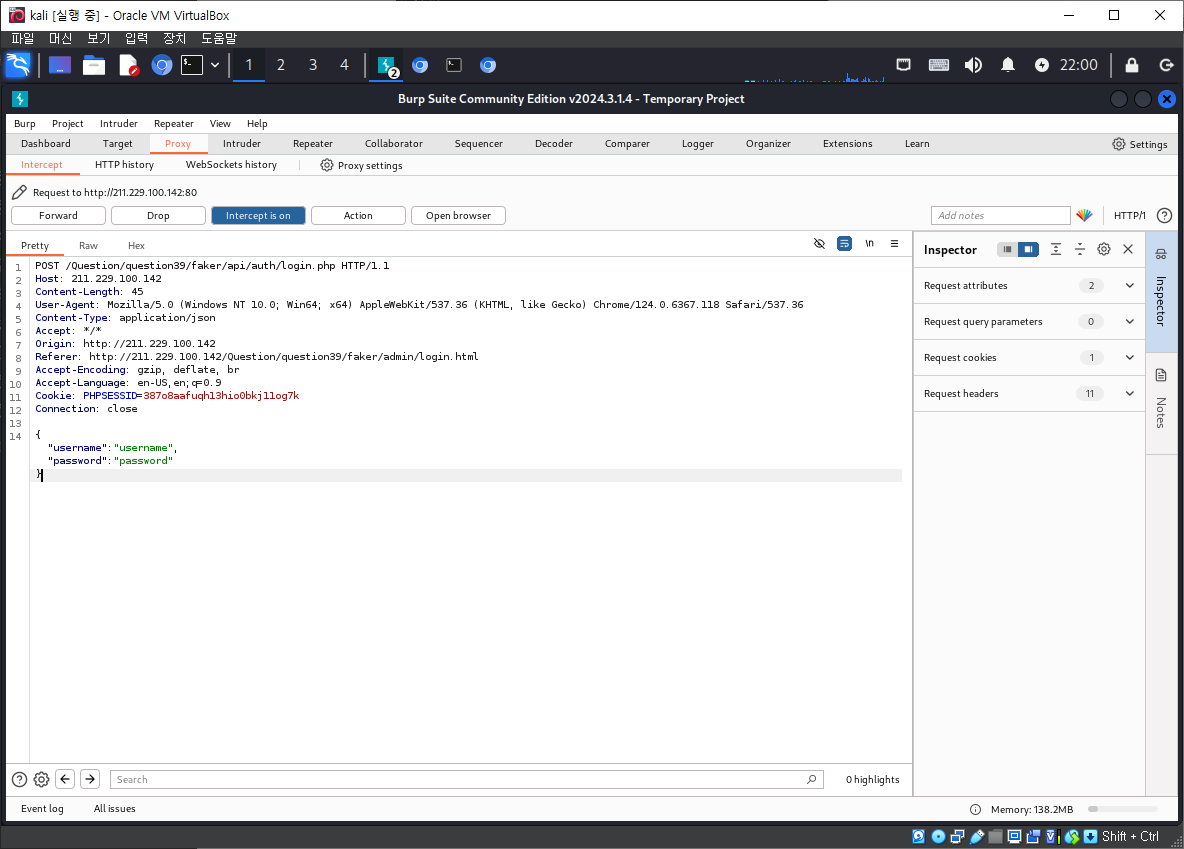 kali [실행 중] - Oracle VM VirtualBox
파일 머신 보기 입력 장치 도움말
1 2 3 4 2 22:00
Burp Suite Community Edition v2024.3.1.4 - Temporary Project
Burp Project Intruder Repeater View Help
Dashboard Target Proxy Intruder Repeater Collaborator Sequencer Decoder Comparer Logger Organizer Extensions Learn Settings
Intercept HTTP history WebSockets history Proxy settings
Request to http://211.229.100.142:80
Forward Drop Intercept is on Action Open browser Add notes HTTP/1 ?
Pretty Raw Hex \n Inspector
1 POST /Question/question39/faker/api/auth/login.php HTTP/1.1
2 Host: 211.229.100.142
3 Content-Length: 45
4 User-Agent: Mozilla/5.0 (Windows NT 10.0; Win64; x64) AppleWebKit/537.36 (KHTML, like Gecko) Chrome/124.0.6367.118 Safari/537.36
5 Content-Type: application/json
6 Accept: */*
7 Origin: http://211.229.100.142
8 Referer: http://211.229.100.142/Question/question39/faker/admin/login.html
9 Accept-Encoding: gzip, deflate, br
10 Accept-Language: en-US,en;q=0.9
11 Cookie: PHPSESSID=387o8aafuqh13hio0bkj11og7k
12 Connection: close
13
14 {
"username":"username",
"password":"password"
}
Request attributes 2
Request query parameters 0
Request cookies 1
Request headers 11
Inspector
Notes
? Search 0 highlights
Event log All issues Memory: 138.2MB
Shift + Ctrl